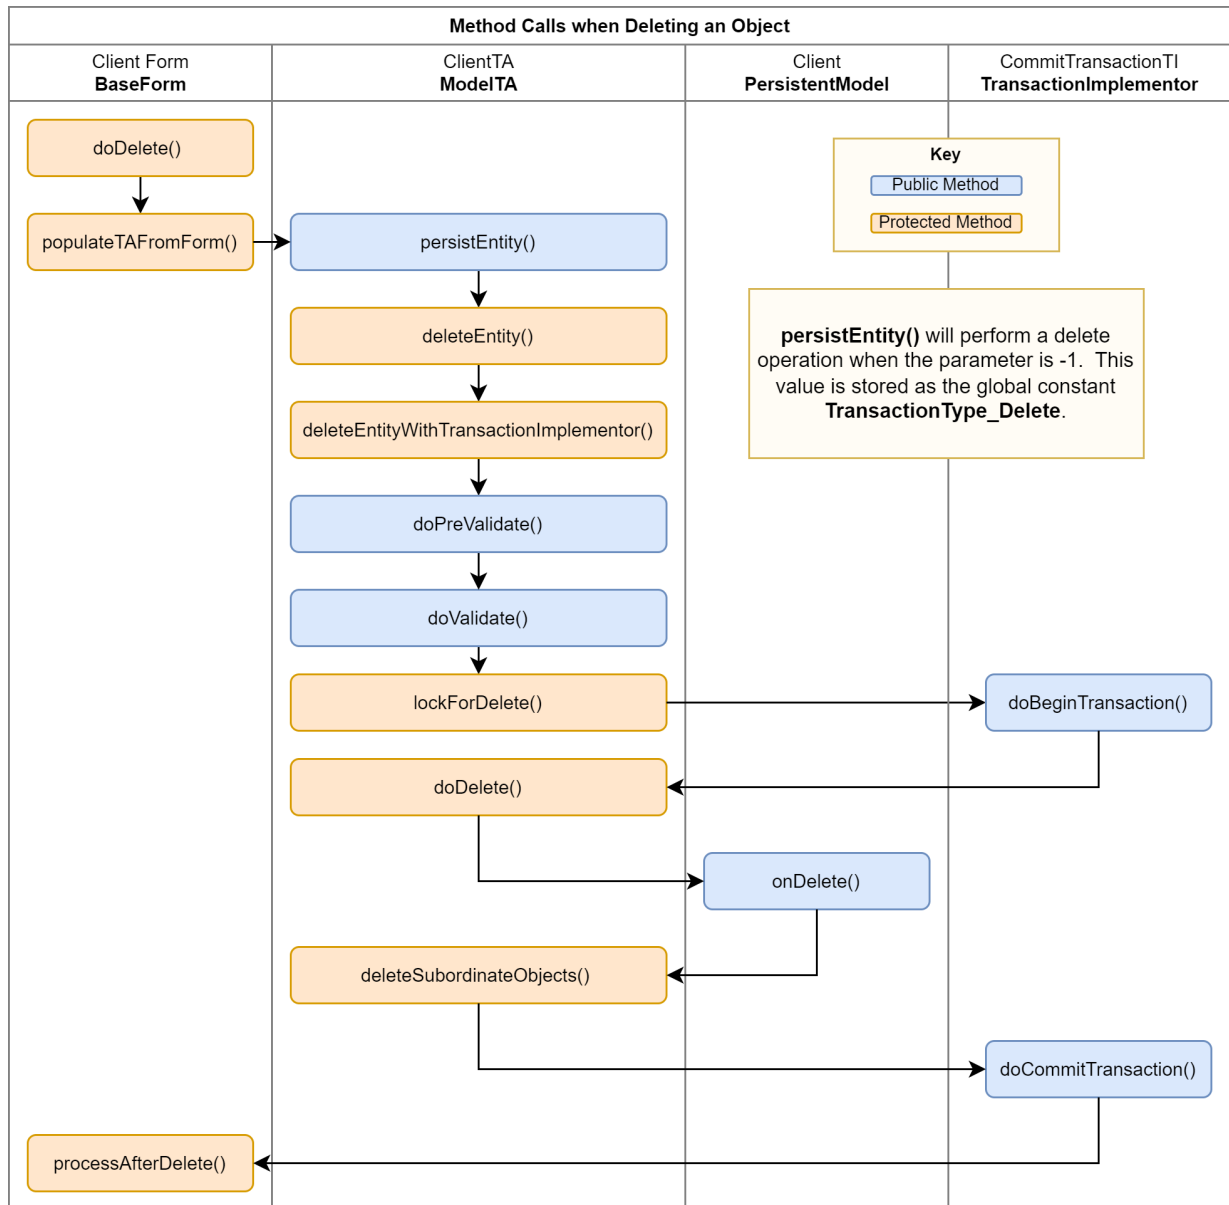 Method Calls when Deleting an Object
Client Form
BaseForm
ClientTA
ModelTA
Client
PersistentModel
CommitTransactionTI
TransactionImplementor
doDelete()
populateTAFromForm()
persistEntity()
deleteEntity()
deleteEntityWithTransactionImplementor()
doPreValidate()
doValidate()
lockForDelete()
doBeginTransaction()
doDelete()
onDelete()
deleteSubordinateObjects()
doCommitTransaction()
processAfterDelete()
Key
Public Method
Protected Method
persistEntity() will perform a delete
operation when the parameter is -1. This
value is stored as the global constant
TransactionType_Delete.